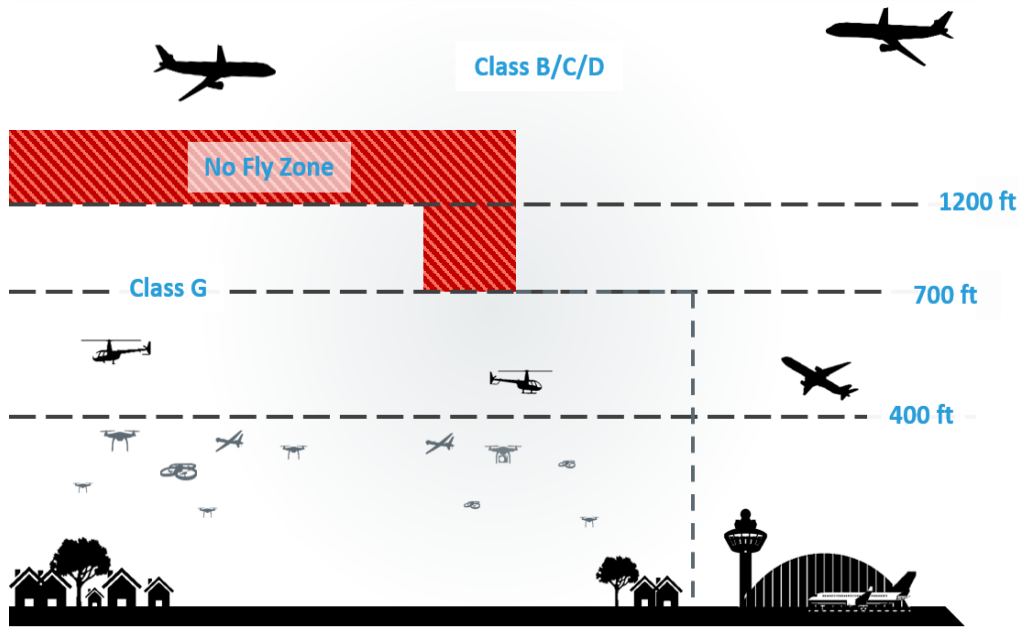 Class B/C/D
No Fly Zone
1200 ft
Class G
700 ft
400 ft